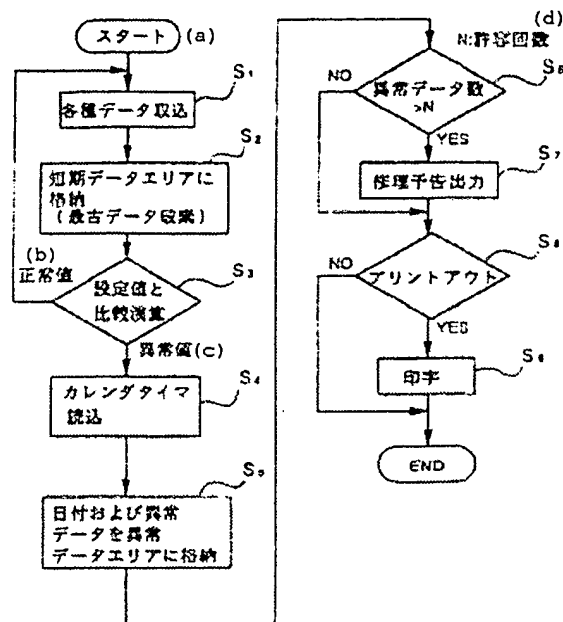 スタート (a)
S1
各種データ取込
S2
短期データエリアに
格納
(最古データ破棄)
(b)
正常値
S3
設定値と
比較演算
異常値(c)
S4
カレンダタイマ
読込
S5
日付および異常
データを異常
データエリアに格納
(d)
N:許容回数
NO
異常データ数
>N
YES
S7
修理予告出力
NO
プリントアウト
YES
印字
END